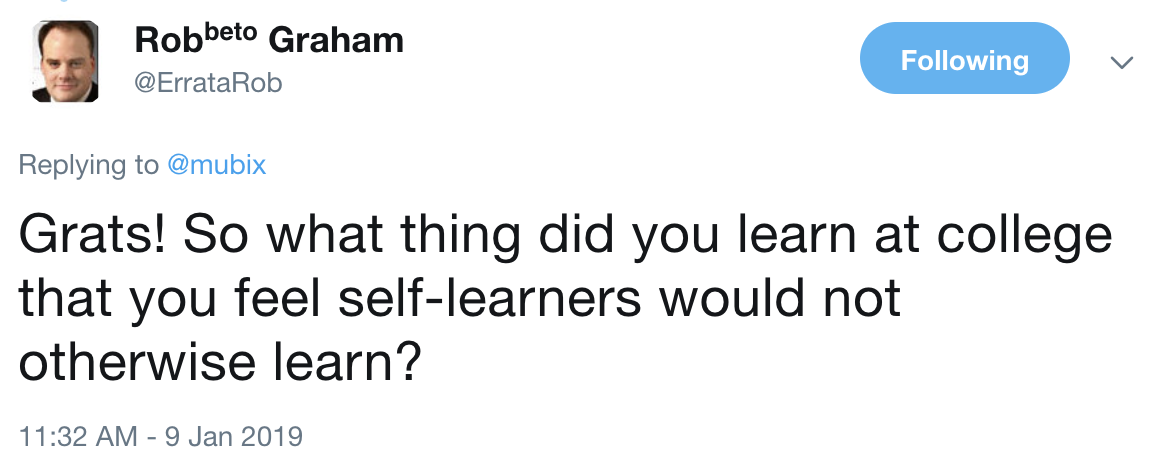 Robbeto Graham
@ErrataRob
Following
Replying to @mubix
Grats! So what thing did you learn at college
that you feel self-learners would not
otherwise learn?
11:32 AM - 9 Jan 2019